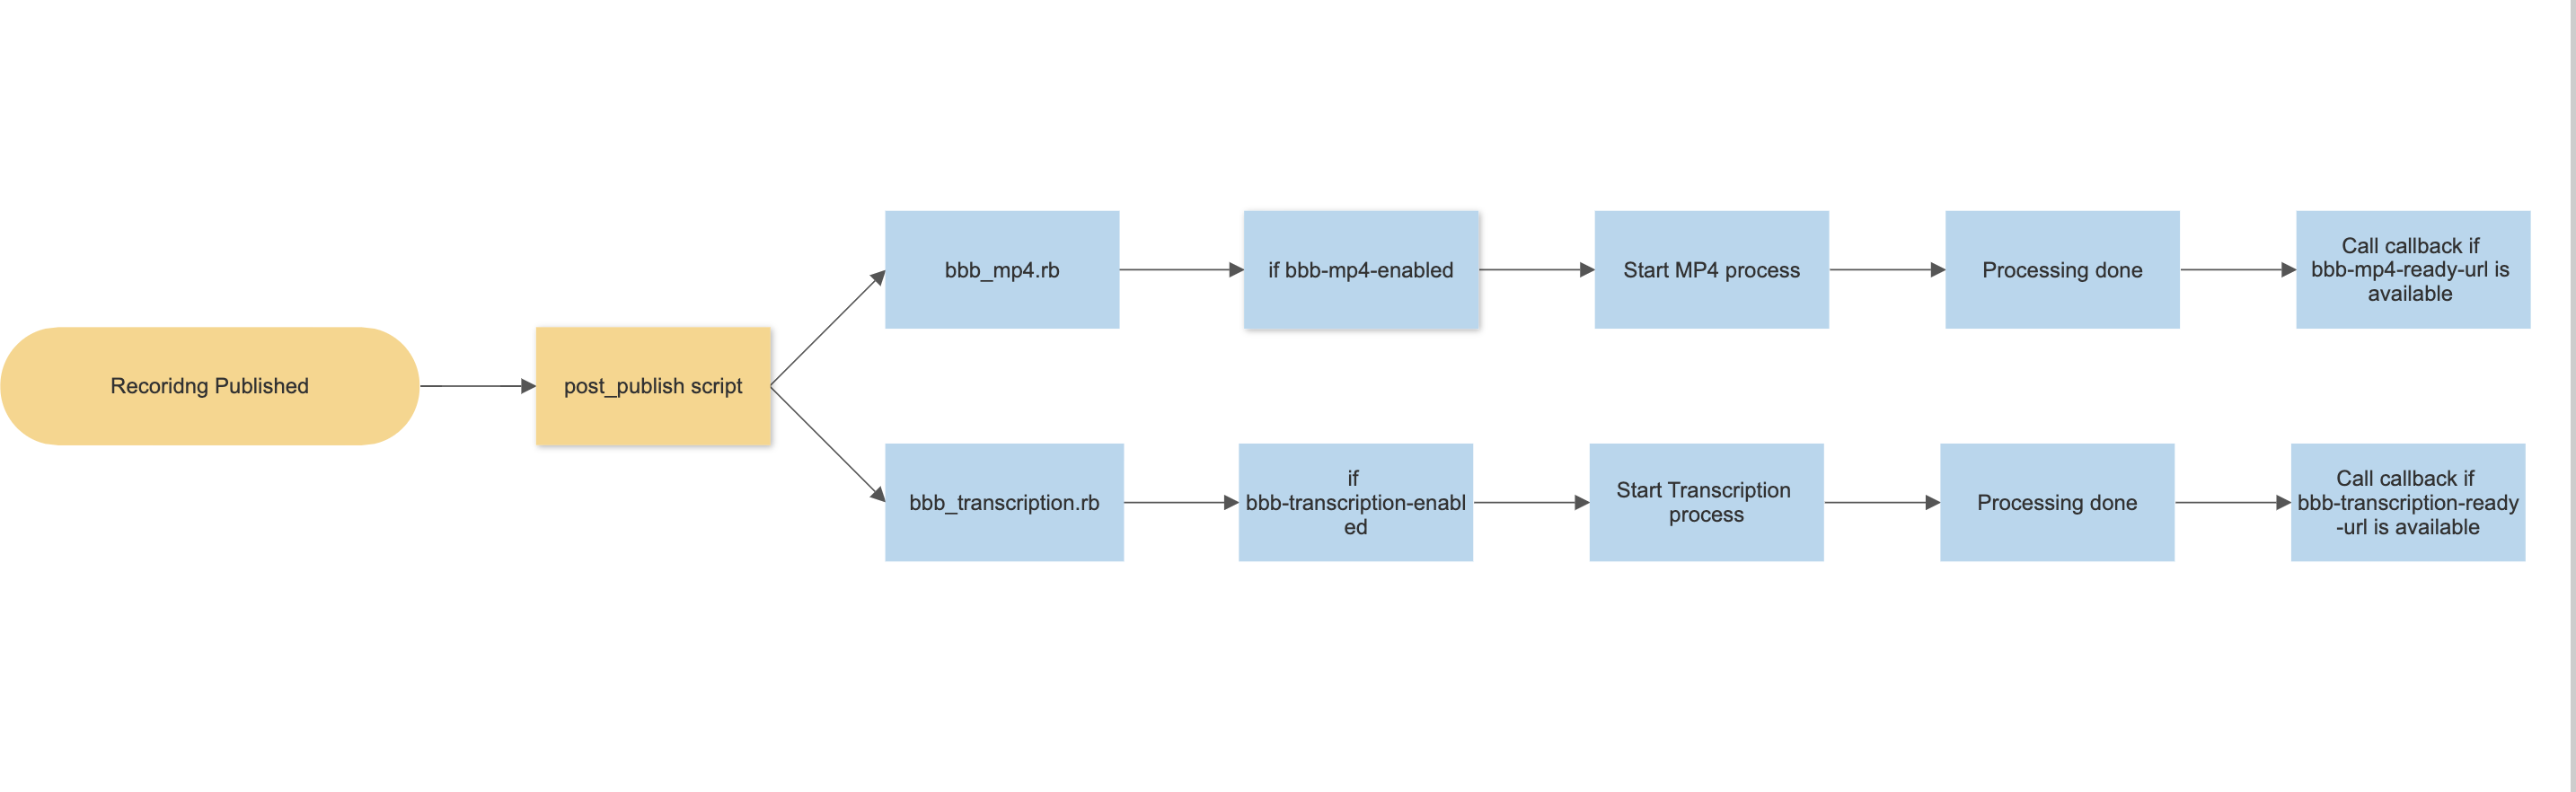 Recoridng Published
post_publish script
bbb_mp4.rb
if bbb-mp4-enabled
Start MP4 process
Processing done
Call callback if
bbb-mp4-ready-url is
available
bbb_transcription.rb
if
bbb-transcription-enabl
ed
Start Transcription
process
Processing done
Call callback if
bbb-transcription-ready
-url is available